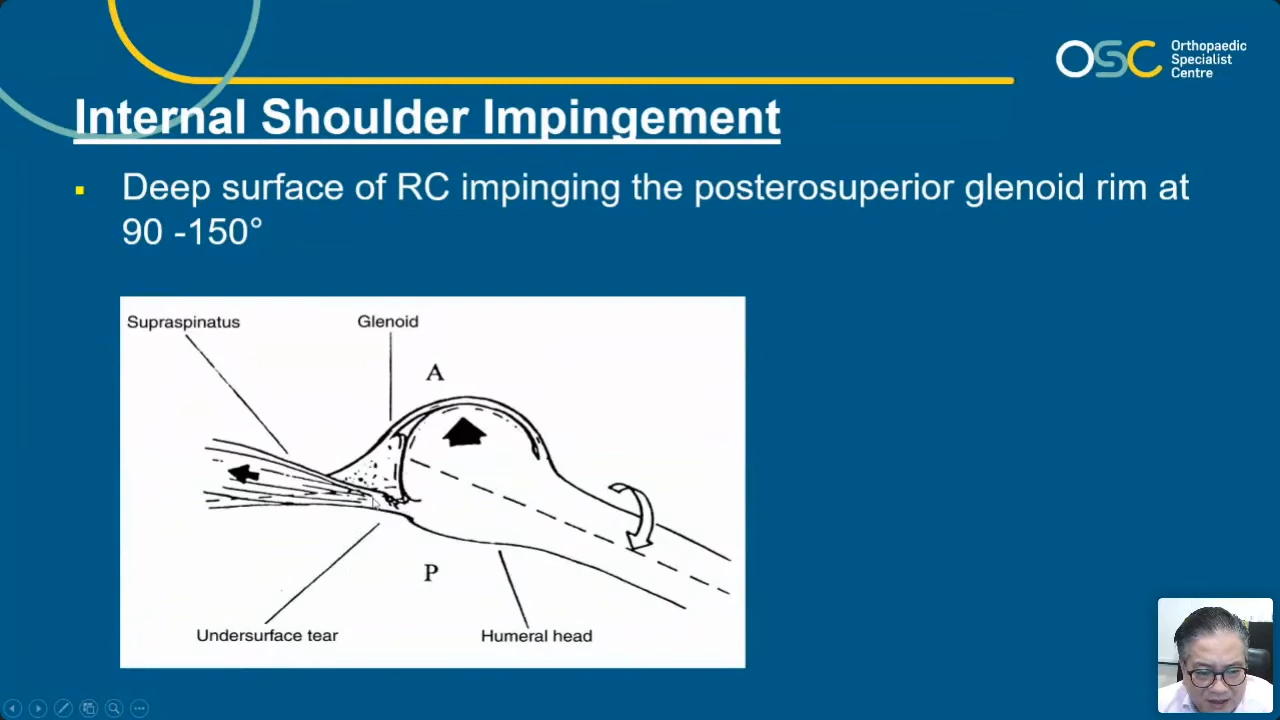 OSC Orthopaedic
Specialist
Centre
Internal Shoulder Impingement
Deep surface of RC impinging the posterosuperior glenoid rim at
90 -150°
Supraspinatus
Glenoid
A
P
Undersurface tear
Humeral head